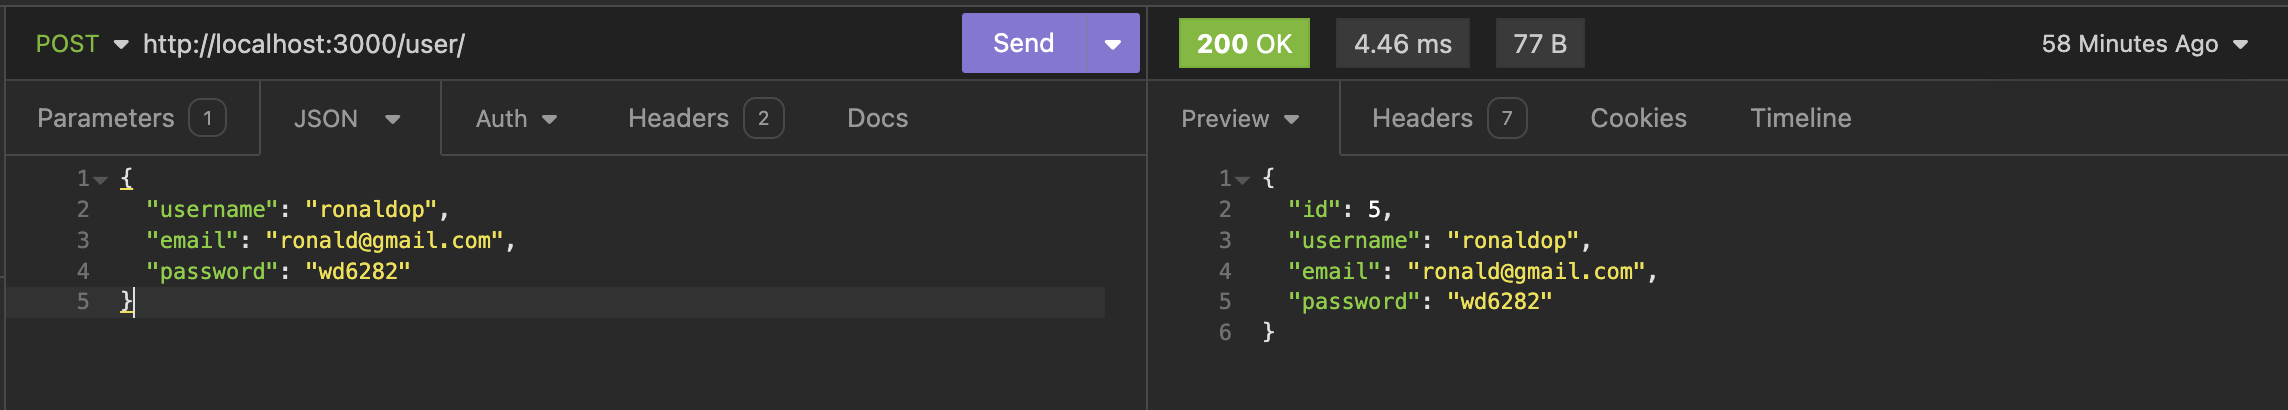 POST http://localhost:3000/user/ Send
Parameters 1 JSON Auth Headers 2 Docs
1 {
2 "username": "ronaldop",
3 "email": "ronald@gmail.com",
4 "password": "wd6282"
5 }
200 OK 4.46 ms 77 B 58 Minutes Ago
Preview Headers 7 Cookies Timeline
1 {
2 "id": 5,
3 "username": "ronaldop",
4 "email": "ronald@gmail.com",
5 "password": "wd6282"
6 }